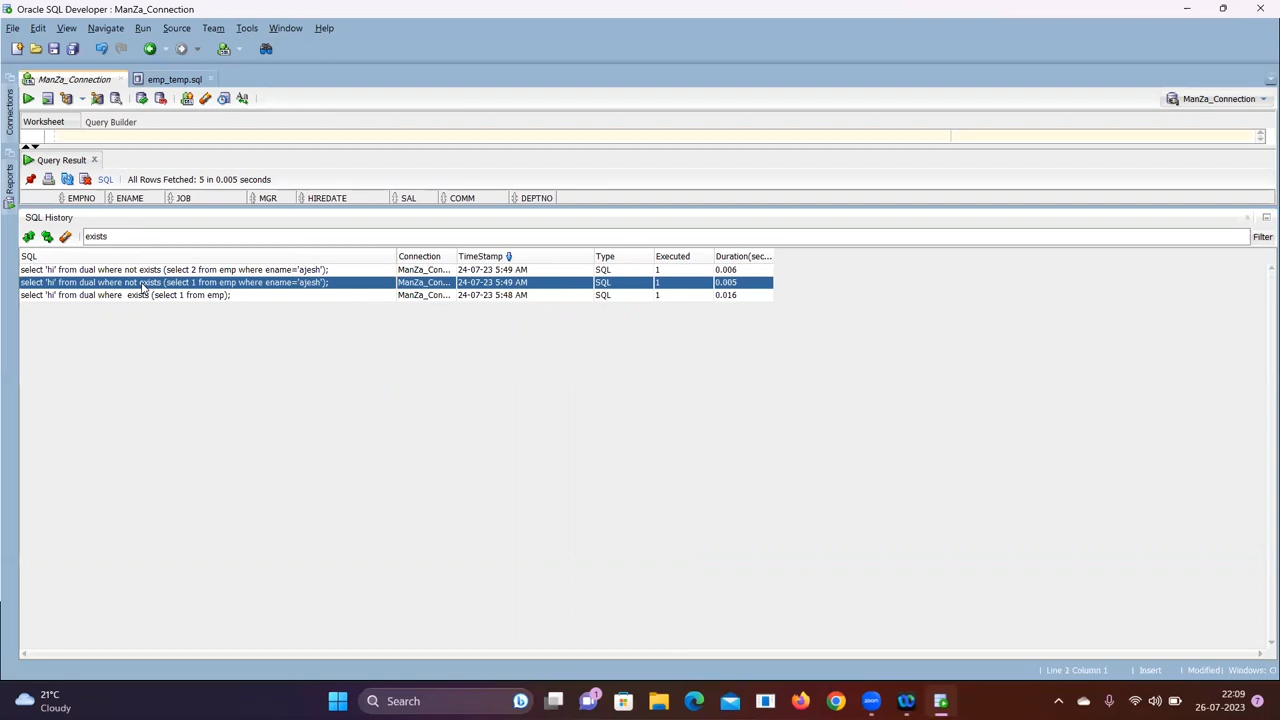 Oracle SQL Developer : ManZa_Connection
File Edit View Navigate Run Source Team Tools Window Help
ManZa_Connection emp_temp.sql
ManZa_Connection
Connections
Worksheet Query Builder
Query Result
Reports
SQL All Rows Fetched: 5 in 0.005 seconds
EMPNO ENAME JOB MGR HIREDATE SAL COMM DEPTNO
SQL History
exists Filter
SQL Connection TimeStamp Type Executed Duration(sec...
select 'hi' from dual where not exists (select 2 from emp where ename='ajesh'); ManZa_Con... 24-07-23 5:49 AM SQL 1 0.006
select 'hi' from dual where not exists (select 1 from emp where ename='ajesh'); ManZa_Con... 24-07-23 5:49 AM SQL 1 0.005
select 'hi' from dual where  exists (select 1 from emp); ManZa_Con... 24-07-23 5:48 AM SQL 1 0.016
Line 2 Column 1 Insert Modified Windows: C
21°C
Cloudy
Search
1
22:09
26-07-2023
7